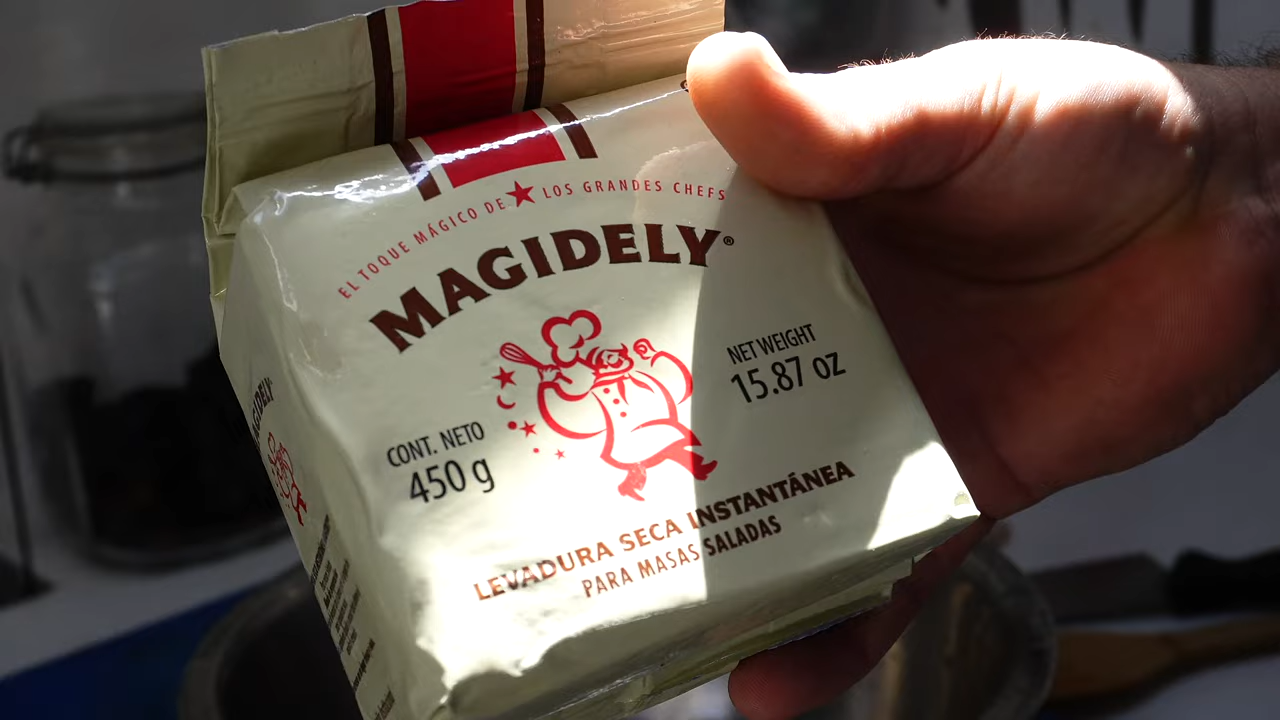 EL TOQUE MÁGICO DE ★ LOS GRANDES CHEFS
MAGIDELY®
NET WEIGHT
15.87 oz
CONT. NETO
450 g
LEVADURA SECA INSTANTÁNEA
PARA MASAS SALADAS